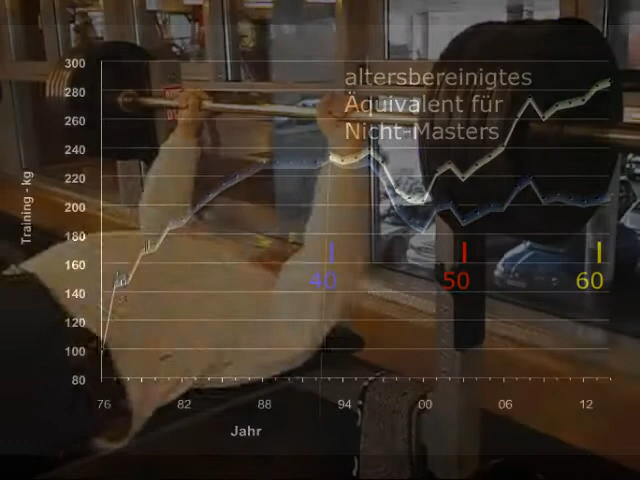 300
280
260
240
220
200
180
160
140
120
100
80
Training - kg
altersbereinigtes
Äquivalent für
Nicht-Masters
40
50
60
76 82 88 94 00 06 12
Jahr